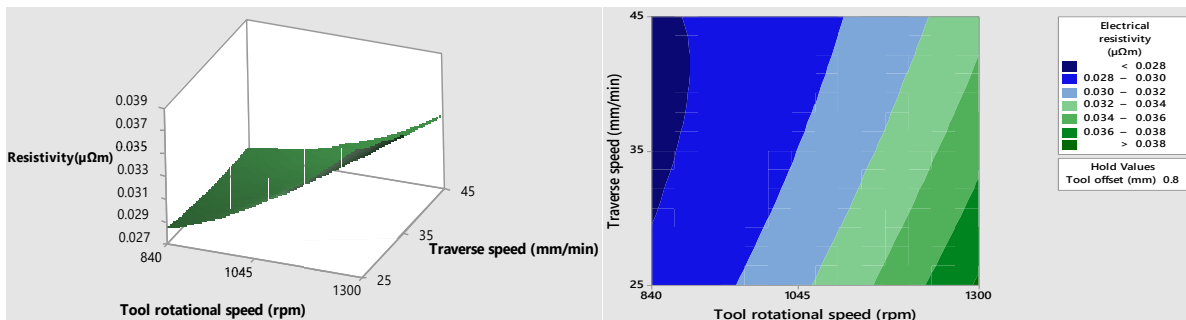 0.039
0.037
0.035
Resistivity(μΩm)
0.033
0.031
0.029
0.027
840
1045
1300
Tool rotational speed (rpm)
25
35
45
Traverse speed (mm/min)
Traverse speed (mm/min)
45
35
25
840
1045
1300
Tool rotational speed (rpm)
Electrical
resistivity
(μΩm)
< 0.028
0.028 – 0.030
0.030 – 0.032
0.032 – 0.034
0.034 – 0.036
0.036 – 0.038
> 0.038
Hold Values
Tool offset (mm) 0.8